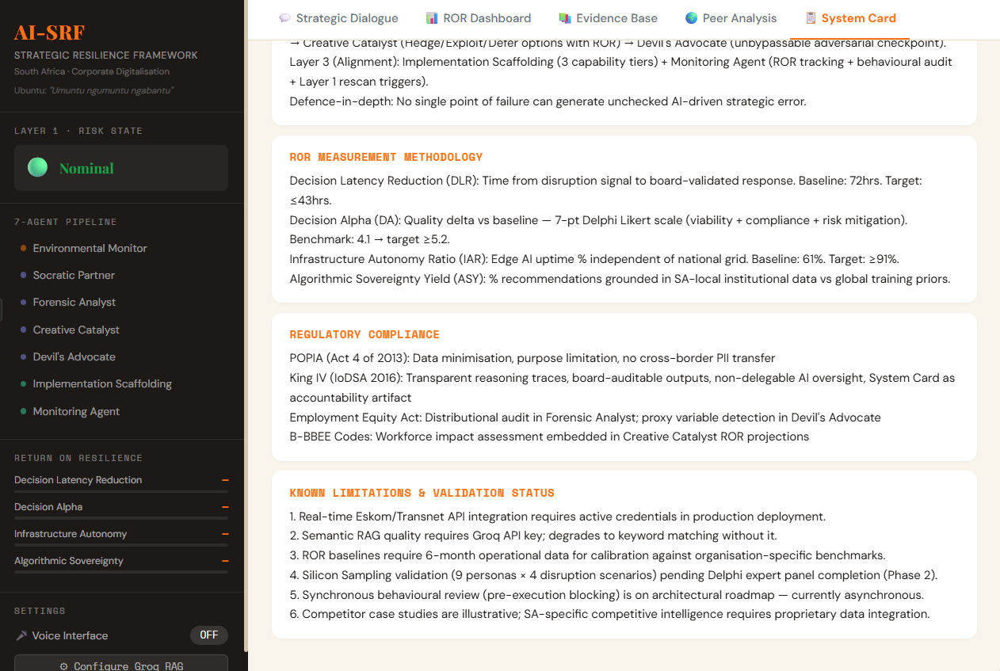 AI-SRF
STRATEGIC RESILIENCE FRAMEWORK
South Africa · Corporate Digitalisation
Ubuntu: "Umuntu ngumuntu ngabantu"
LAYER 1 · RISK STATE
Nominal
7-AGENT PIPELINE
Environmental Monitor
Socratic Partner
Forensic Analyst
Creative Catalyst
Devil's Advocate
Implementation Scaffolding
Monitoring Agent
RETURN ON RESILIENCE
Decision Latency Reduction –
Decision Alpha –
Infrastructure Autonomy –
Algorithmic Sovereignty –
SETTINGS
Voice Interface OFF
Configure Groq RAG
Strategic Dialogue ROR Dashboard Evidence Base Peer Analysis System Card
→ Creative Catalyst (Hedge/Exploit/Defer options with ROR) → Devil's Advocate (unbypassable adversarial checkpoint).
Layer 3 (Alignment): Implementation Scaffolding (3 capability tiers) + Monitoring Agent (ROR tracking + behavioural audit
+ Layer 1 rescan triggers).
Defence-in-depth: No single point of failure can generate unchecked AI-driven strategic error.
ROR MEASUREMENT METHODOLOGY
Decision Latency Reduction (DLR): Time from disruption signal to board-validated response. Baseline: 72hrs. Target:
≤43hrs.
Decision Alpha (DA): Quality delta vs baseline — 7-pt Delphi Likert scale (viability + compliance + risk mitigation).
Benchmark: 4.1 → target ≥5.2.
Infrastructure Autonomy Ratio (IAR): Edge AI uptime % independent of national grid. Baseline: 61%. Target: ≥91%.
Algorithmic Sovereignty Yield (ASY): % recommendations grounded in SA-local institutional data vs global training priors.
REGULATORY COMPLIANCE
POPIA (Act 4 of 2013): Data minimisation, purpose limitation, no cross-border PII transfer
King IV (IoDSA 2016): Transparent reasoning traces, board-auditable outputs, non-delegable AI oversight, System Card as
accountability artifact
Employment Equity Act: Distributional audit in Forensic Analyst; proxy variable detection in Devil's Advocate
B-BBEE Codes: Workforce impact assessment embedded in Creative Catalyst ROR projections
KNOWN LIMITATIONS & VALIDATION STATUS
1. Real-time Eskom/Transnet API integration requires active credentials in production deployment.
2. Semantic RAG quality requires Groq API key; degrades to keyword matching without it.
3. ROR baselines require 6-month operational data for calibration against organisation-specific benchmarks.
4. Silicon Sampling validation (9 personas × 4 disruption scenarios) pending Delphi expert panel completion (Phase 2).
5. Synchronous behavioural review (pre-execution blocking) is on architectural roadmap — currently asynchronous.
6. Competitor case studies are illustrative; SA-specific competitive intelligence requires proprietary data integration.